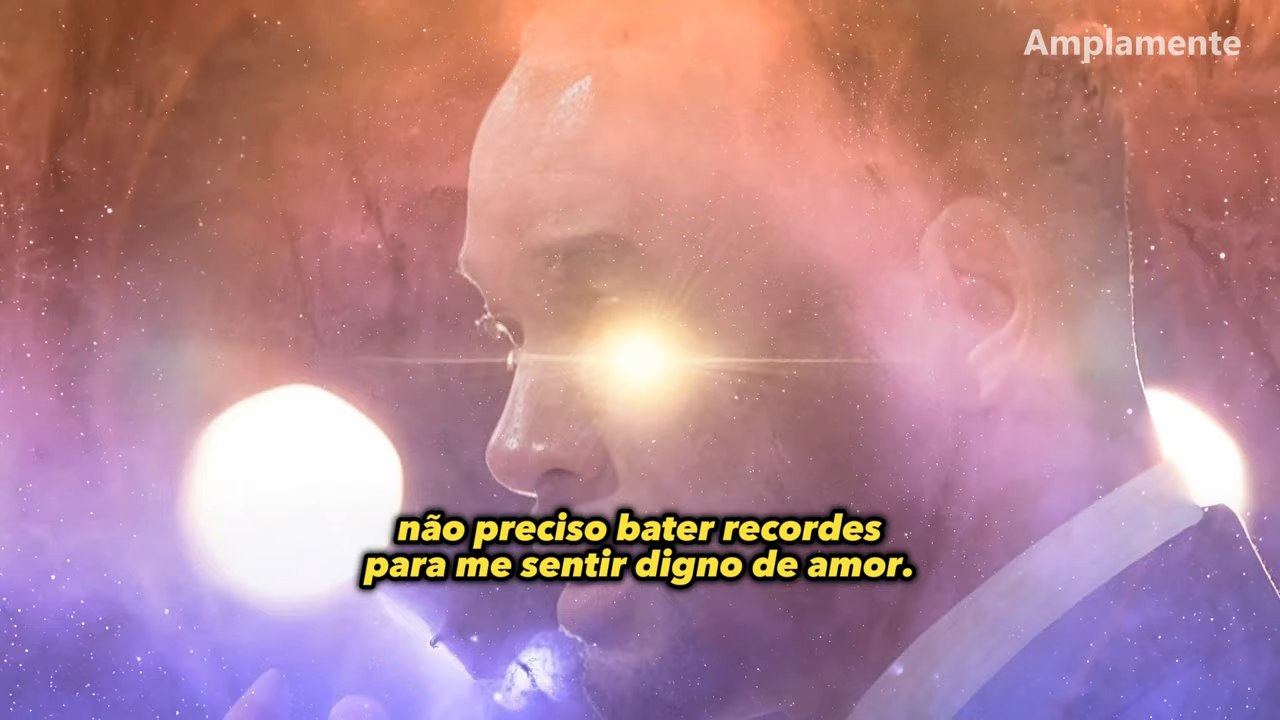 Amplamente
não preciso bater recordes
para me sentir digno de amor.